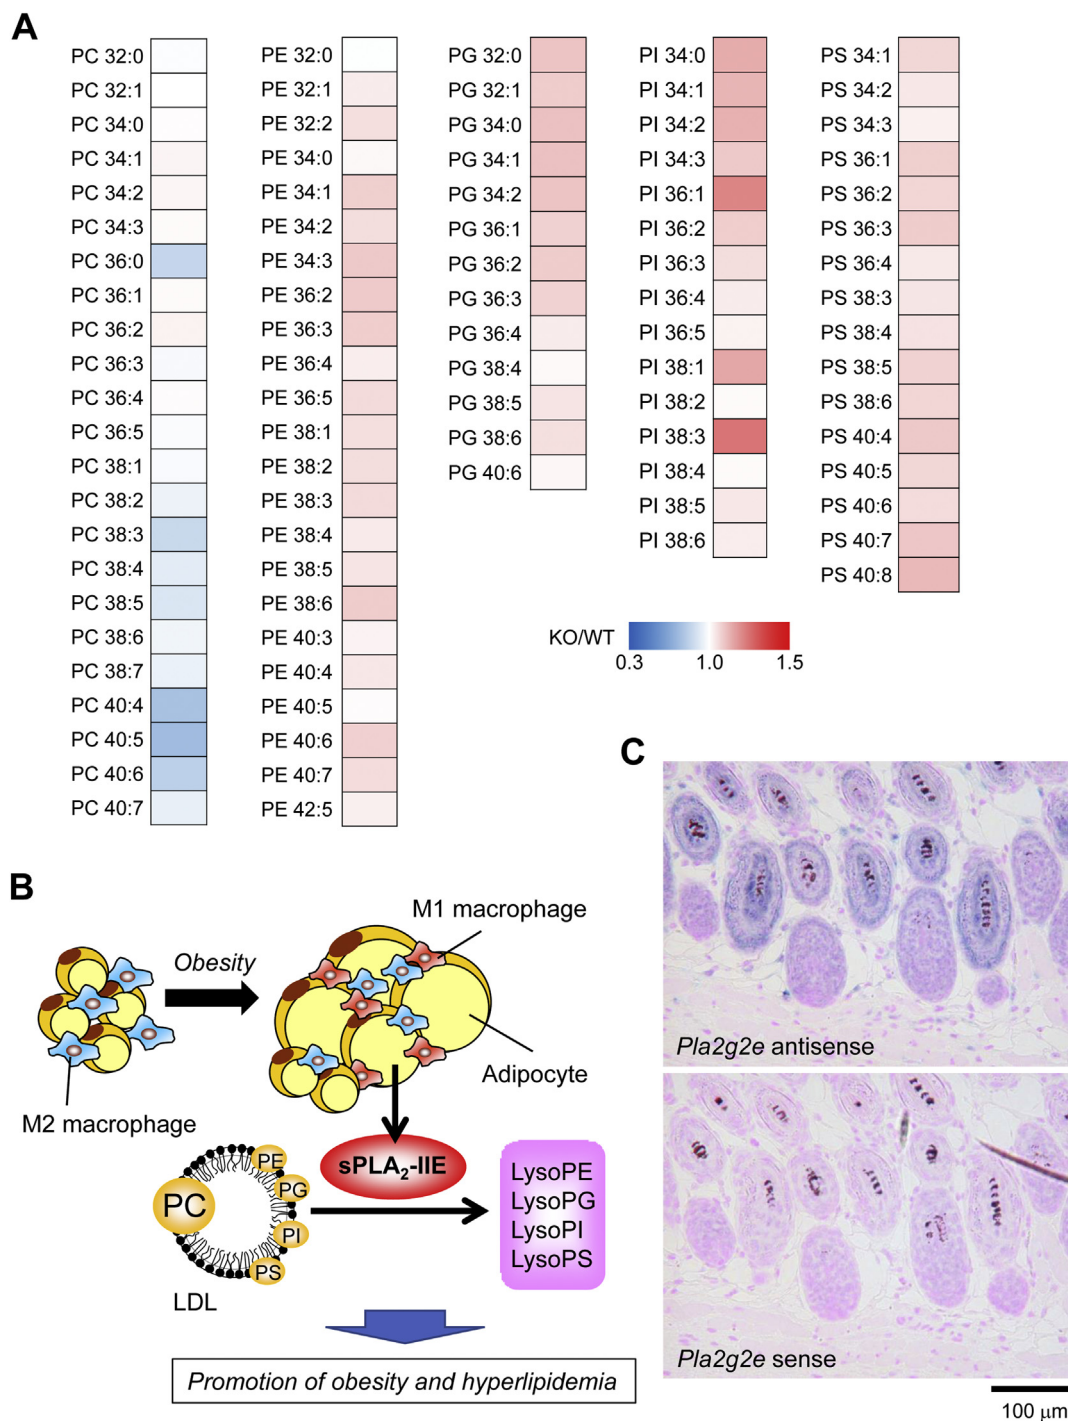 A
PC 32:0
PC 32:1
PC 34:0
PC 34:1
PC 34:2
PC 34:3
PC 36:0
PC 36:1
PC 36:2
PC 36:3
PC 36:4
PC 36:5
PC 38:1
PC 38:2
PC 38:3
PC 38:4
PC 38:5
PC 38:6
PC 38:7
PC 40:4
PC 40:5
PC 40:6
PC 40:7
PE 32:0
PE 32:1
PE 32:2
PE 34:0
PE 34:1
PE 34:2
PE 34:3
PE 36:2
PE 36:3
PE 36:4
PE 36:5
PE 38:1
PE 38:2
PE 38:3
PE 38:4
PE 38:5
PE 38:6
PE 40:3
PE 40:4
PE 40:5
PE 40:6
PE 40:7
PE 42:5
PG 32:0
PG 32:1
PG 34:0
PG 34:1
PG 34:2
PG 36:1
PG 36:2
PG 36:3
PG 36:4
PG 38:4
PG 38:5
PG 38:6
PG 40:6
PI 34:0
PI 34:1
PI 34:2
PI 34:3
PI 36:1
PI 36:2
PI 36:3
PI 36:4
PI 36:5
PI 38:1
PI 38:2
PI 38:3
PI 38:4
PI 38:5
PI 38:6
PS 34:1
PS 34:2
PS 34:3
PS 36:1
PS 36:2
PS 36:3
PS 36:4
PS 38:3
PS 38:4
PS 38:5
PS 38:6
PS 40:4
PS 40:5
PS 40:6
PS 40:7
PS 40:8
KO/WT
0.3 1.0 1.5
B
M1 macrophage
Obesity
Adipocyte
M2 macrophage
sPLA₂-IIE
PE
PG
PC
PI
PS
LDL
LysoPE
LysoPG
LysoPI
LysoPS
Promotion of obesity and hyperlipidemia
C
Pla2g2e antisense
Pla2g2e sense
100 μm